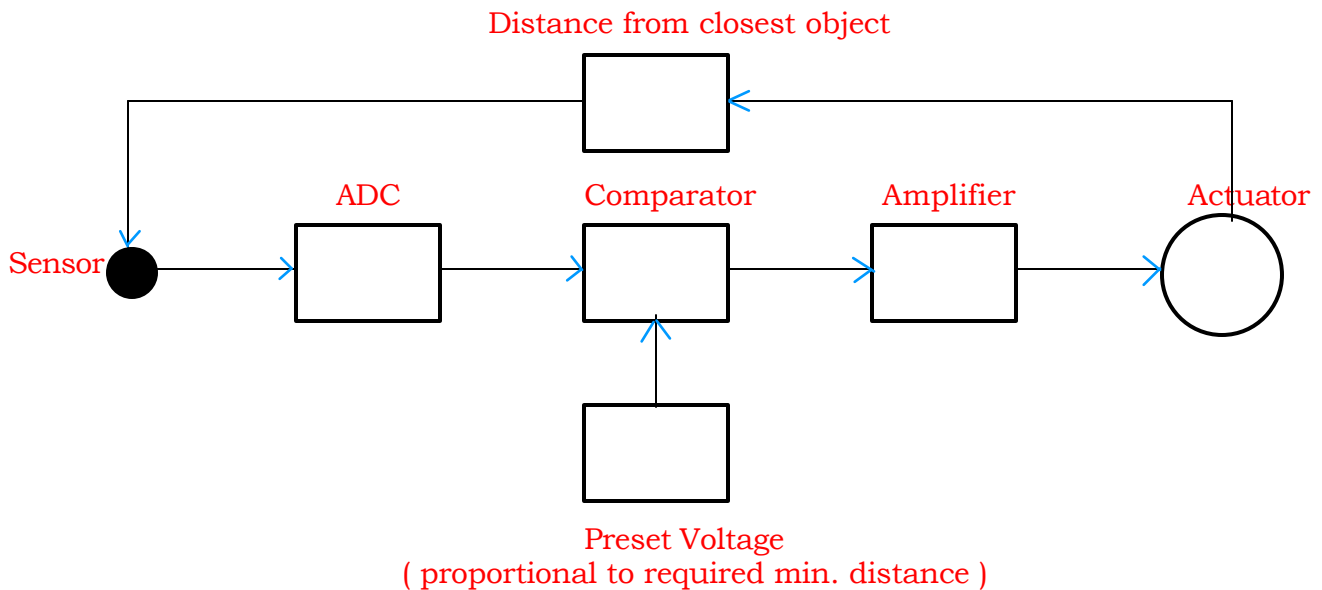 Distance from closest object
ADC
Comparator
Amplifier
Actuator
Sensor
Preset Voltage
( proportional to required min. distance )